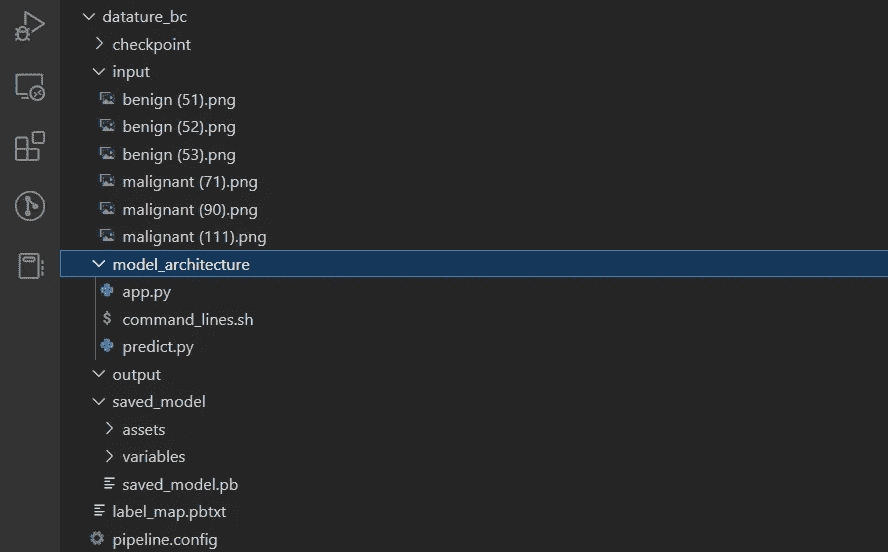 datature_bc
checkpoint
input
benign (51).png
benign (52).png
benign (53).png
malignant (71).png
malignant (90).png
malignant (111).png
model_architecture
app.py
$ command_lines.sh
predict.py
output
saved_model
assets
variables
saved_model.pb
label_map.pbtxt
pipeline.config